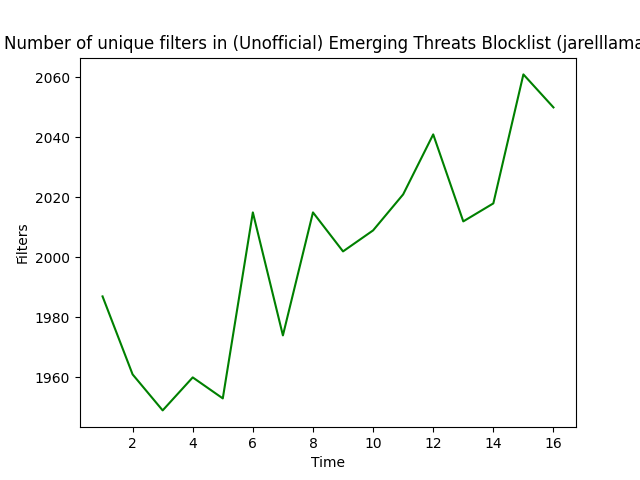 Number of unique filters in (Unofficial) Emerging Threats Blocklist (jarelllama
2060
2040
2020
2000
1980
1960
Filters
2 4 6 8 10 12 14 16
Time